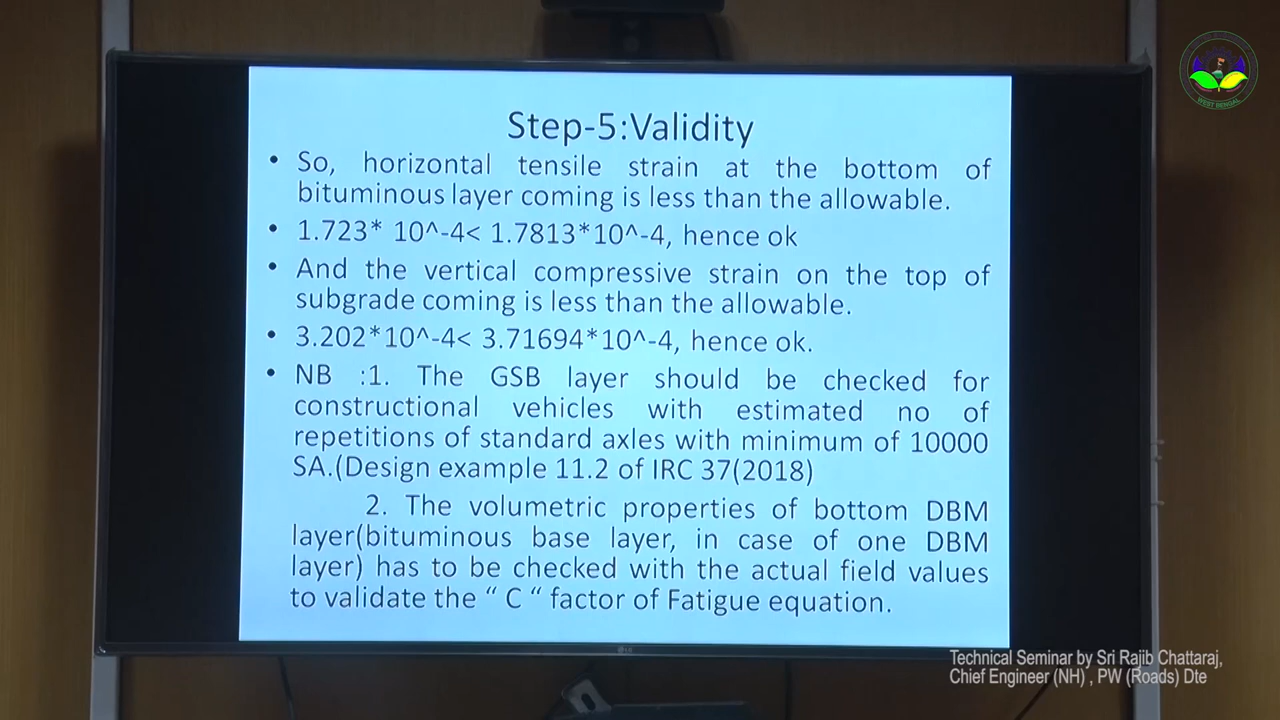 Step-5:Validity
• So, horizontal tensile strain at the bottom of
bituminous layer coming is less than the allowable.
• 1.723* 10^-4< 1.7813*10^-4, hence ok
• And the vertical compressive strain on the top of
subgrade coming is less than the allowable.
• 3.202*10^-4< 3.71694*10^-4, hence ok.
• NB :1. The GSB layer should be checked for
constructional vehicles with estimated no of
repetitions of standard axles with minimum of 10000
SA.(Design example 11.2 of IRC 37(2018)
2. The volumetric properties of bottom DBM
layer(bituminous base layer, in case of one DBM
layer) has to be checked with the actual field values
to validate the “ C “ factor of Fatigue equation.
LG
Technical Seminar by Sri Rajib Chattaraj,
Chief Engineer (NH) , PW (Roads) Dte
WEST BENGAL